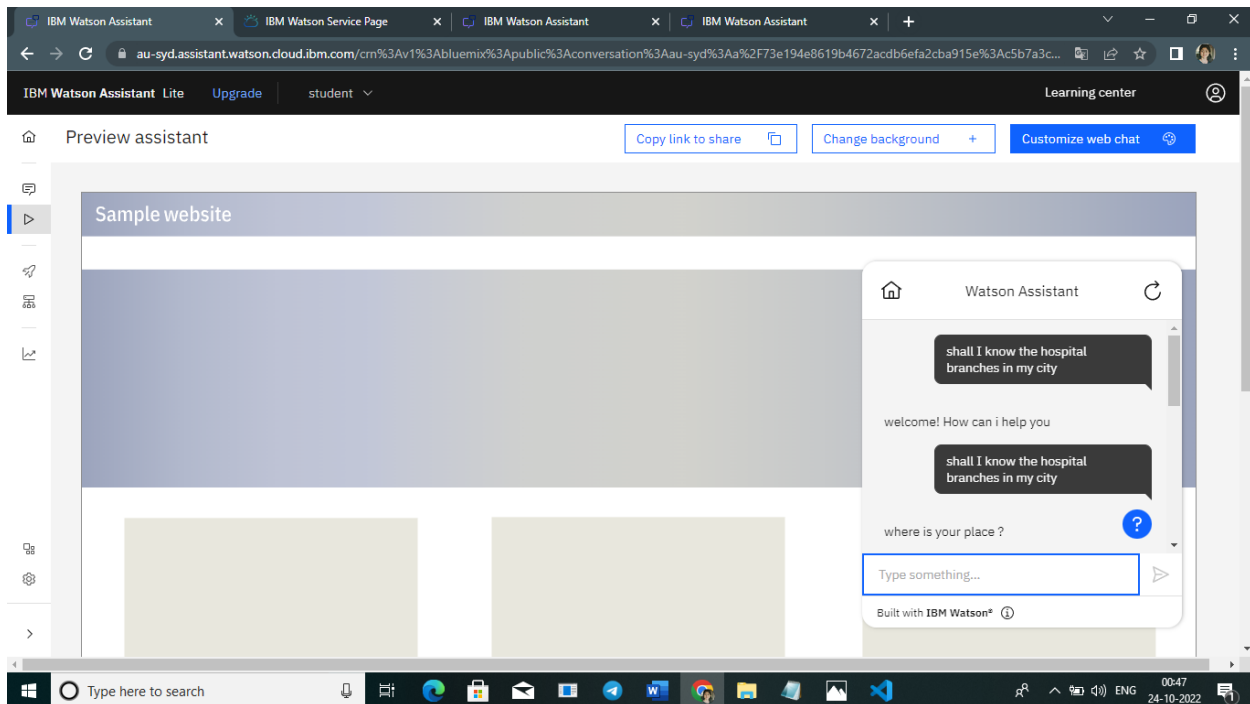 IBM Watson Assistant
IBM Watson Service Page
IBM Watson Assistant
IBM Watson Assistant
au-syd.assistant.watson.cloud.ibm.com/crn%3Av1%3Abluemix%3Apublic%3Aconversation%3Aau-syd%3Aa%2F73e194e8619b4672acdb6efa2cba915e%3Ac5b7a3c...
IBM Watson Assistant Lite Upgrade student Learning center
Preview assistant Copy link to share Change background + Customize web chat
Sample website
Watson Assistant
shall I know the hospital
branches in my city
welcome! How can i help you
shall I know the hospital
branches in my city
where is your place ?
?
Type something...
Built with IBM Watson®
Type here to search
ENG
00:47
24-10-2022
1